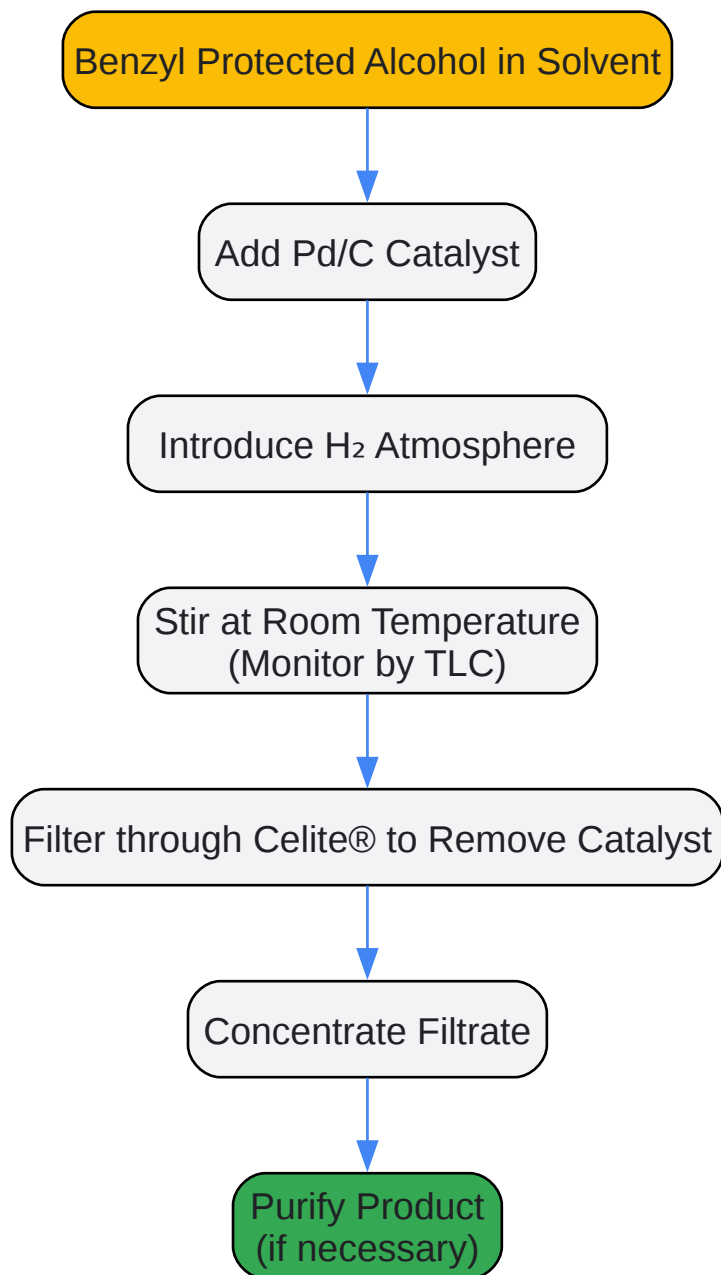 Benzyl Protected Alcohol in Solvent
Add Pd/C Catalyst
Introduce H₂ Atmosphere
Stir at Room Temperature
(Monitor by TLC)
Filter through Celite® to Remove Catalyst
Concentrate Filtrate
Purify Product
(if necessary)